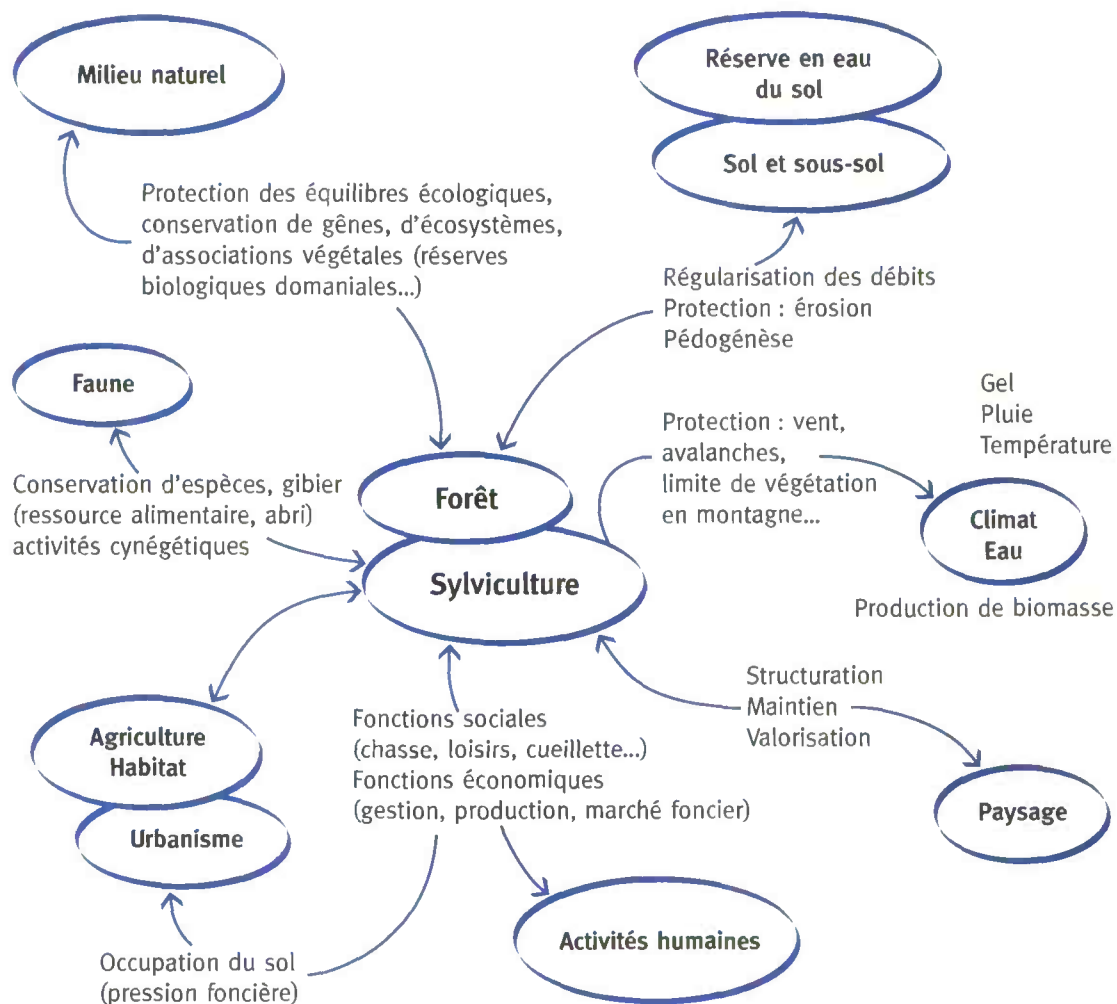 Milieu naturel
Réserve en eau
du sol
Sol et sous-sol
Protection des équilibres écologiques,
conservation de gênes, d'écosystèmes,
d'associations végétales (réserves
biologiques domaniales...)
Régularisation des débits
Protection : érosion
Pédogénèse
Faune
Conservation d'espèces, gibier
(ressource alimentaire, abri)
activités cynégétiques
Forêt
Sylviculture
Protection : vent,
avalanches,
limite de végétation
en montagne...
Gel
Pluie
Température
Climat
Eau
Production de biomasse
Structuration
Maintien
Valorisation
Paysage
Agriculture
Habitat
Urbanisme
Fonctions sociales
(chasse, loisirs, cueillette...)
Fonctions économiques
(gestion, production, marché foncier)
Activités humaines
Occupation du sol
(pression foncière)